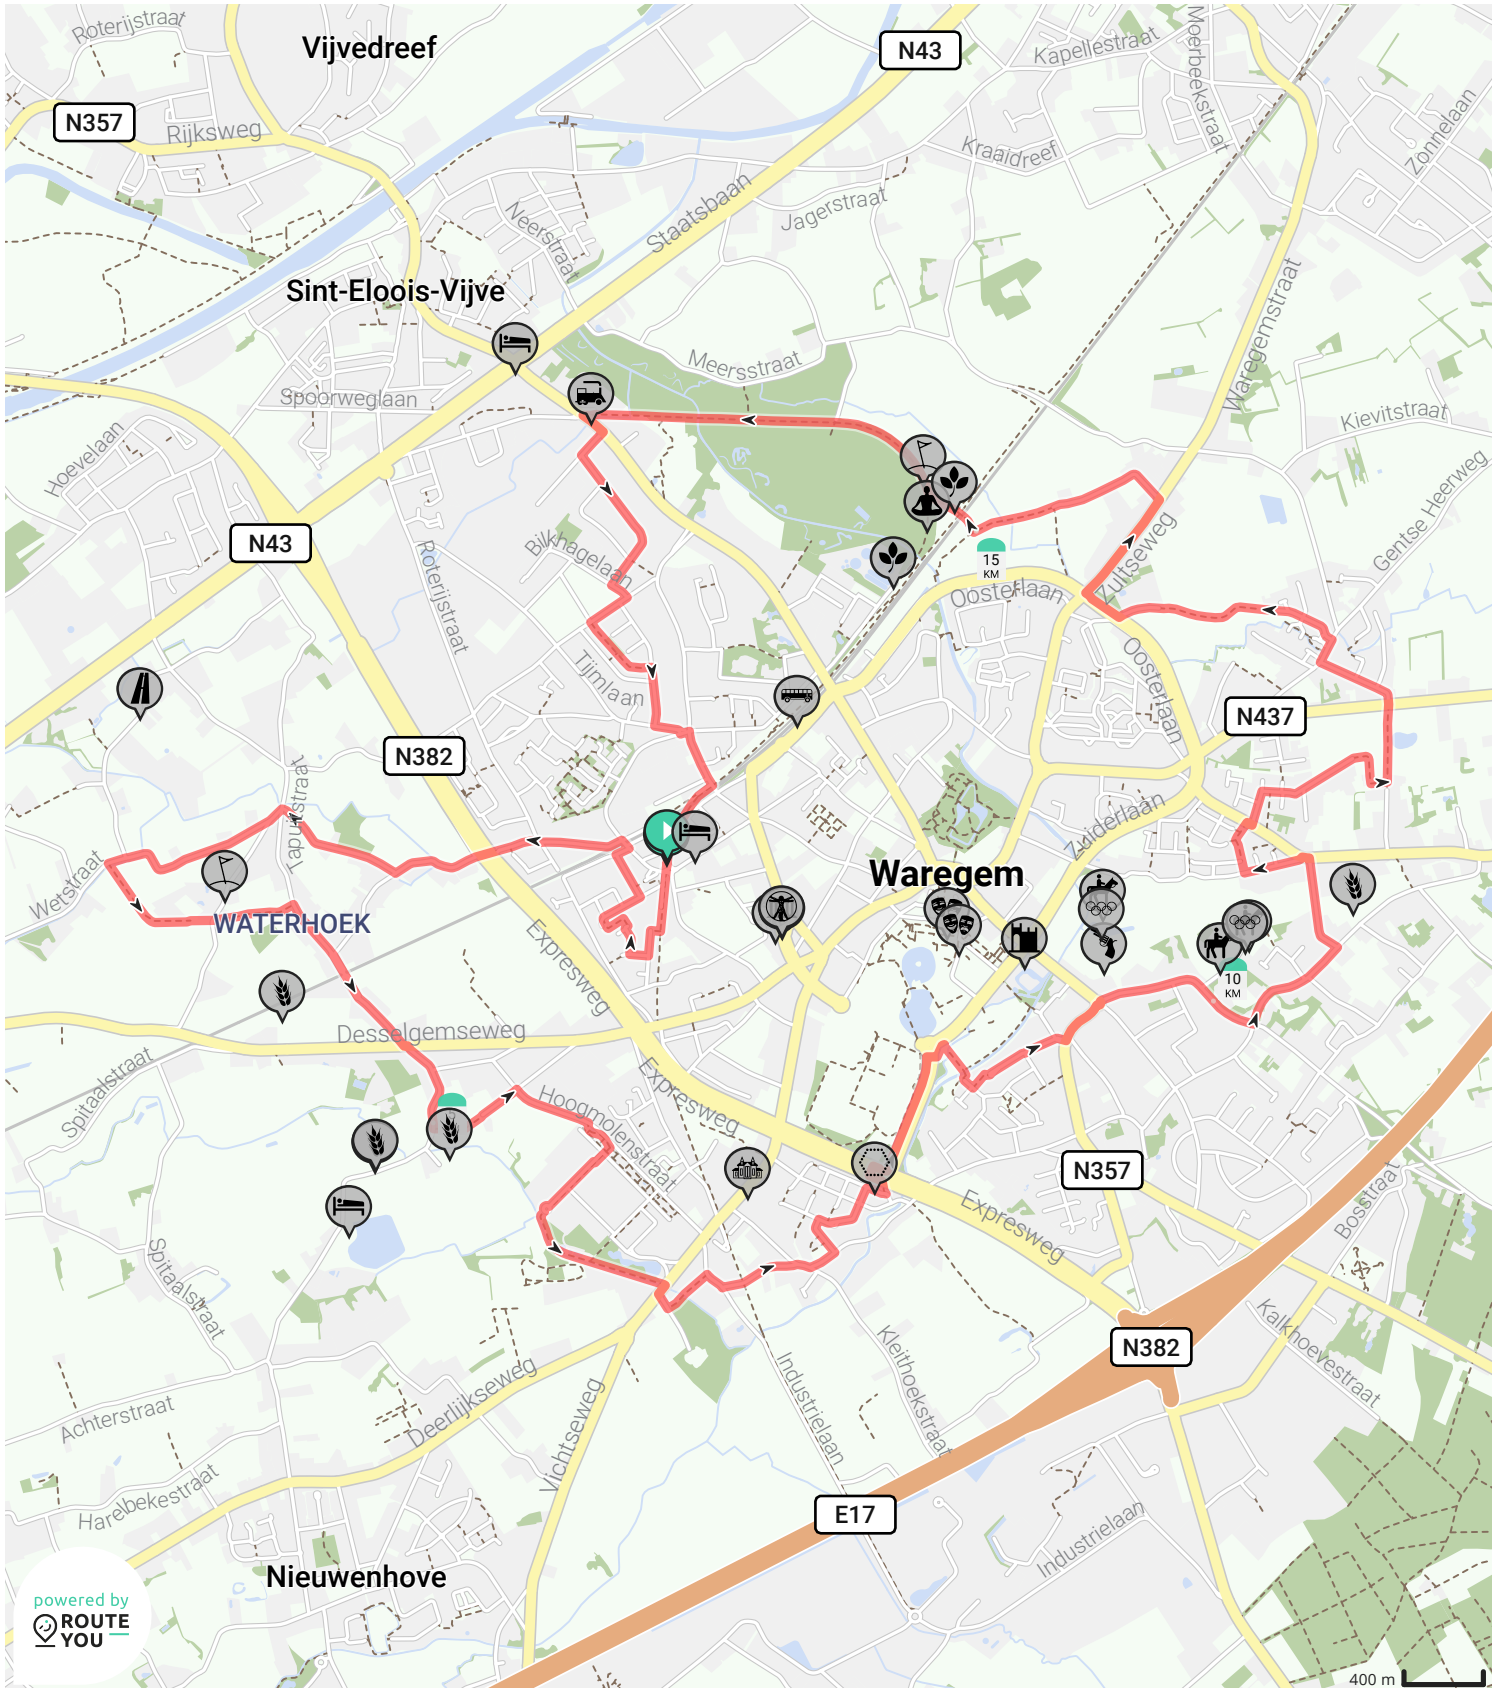 Roterijstraat
Vijvedreef
N43
Kapellestraat
Moerbeekstraat
N357
Rijksweg
Kraaidreef
Zonnelaan
Neerstraat
Staatsbaan
Jagerstraat
Sint-Eloois-Vijve
Waregemstraat
Meersstraat
Spoorweglaan
Kievitstraat
Hoevelaan
Gentse Heerweg
N43
Bilkhagelaan
Roterijstraat
15
KM
Zultseweg
Oosterlaan
Tijmlaan
Oosterlaan
N437
N382
Tapuitstraat
Zuiderlaan
Wetstraat
Waregem
WATERHOEK
Expresweg
10
KM
Desselgemseweg
Spitaalstraat
Expresweg
Hoogmolenstraat
N357
Expresweg
Bosstraat
Spitaalstraat
Kalkhoevestraat
N382
Kleithoekstraat
Industrielaan
Deerlijkseweg
Achterstraat
Vichtseweg
Harelbekestraat
E17
Industrielaan
Nieuwenhove
powered by
ROUTE
YOU
400 m